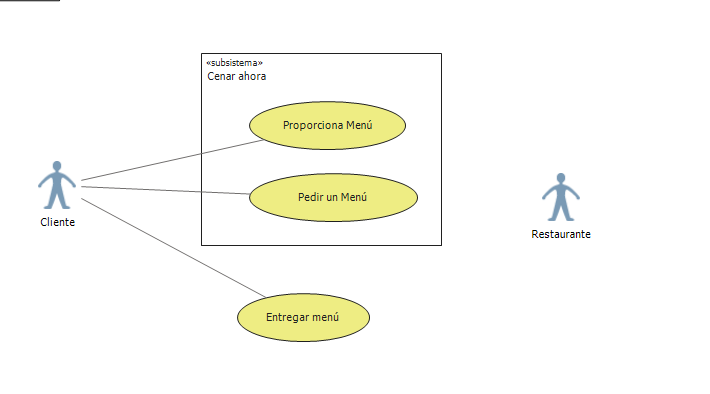 «subsistema»
Cenar ahora
Proporciona Menú
Pedir un Menú
Cliente
Restaurante
Entregar menú